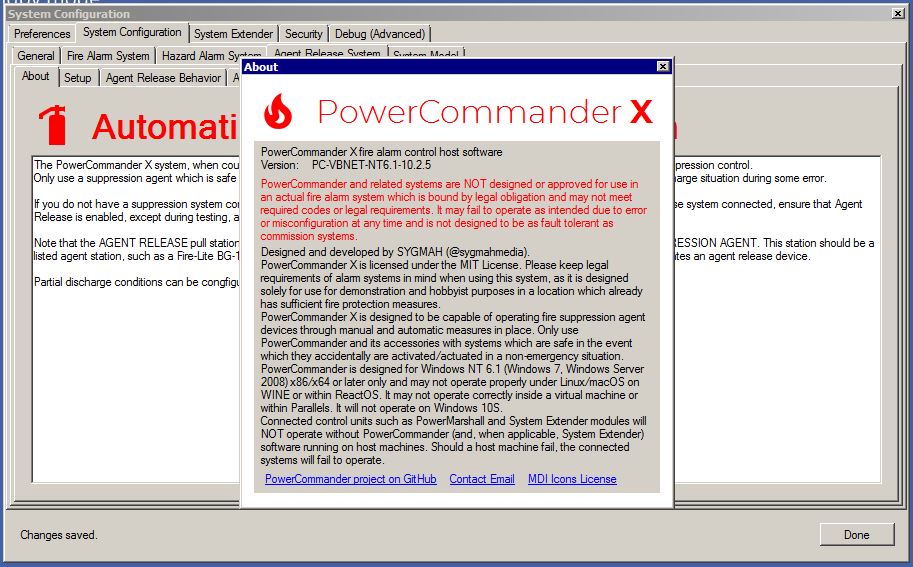 System Configuration
Preferences System Configuration System Extender Security Debug (Advanced)
General Fire Alarm System Hazard Alarm System Agent Release System System Model
About Setup Agent Release Behavior
Automati
The PowerCommander X system, when cou
Only use a suppression agent which is safe
If you do not have a suppression system co
Release is enabled, except during testing, a
Note that the AGENT RELEASE pull station
listed agent station, such as a Fire-Lite BG-1
Partial discharge conditions can be congfigu
pression control.
arge situation during some error.
se system connected, ensure that Agent
RESSION AGENT. This station should be a
ates an agent release device.
About
PowerCommander X
PowerCommander X fire alarm control host software
Version: PC-VBNET-NT6.1-10.2.5
PowerCommander and related systems are NOT designed or approved for use in
an actual fire alarm system which is bound by legal obligation and may not meet
required codes or legal requirements. It may fail to operate as intended due to error
or misconfiguration at any time and is not designed to be as fault tolerant as
commission systems.
Designed and developed by SYGMAH (@sygmahmedia).
PowerCommander X is licensed under the MIT License. Please keep legal
requirements of alarm systems in mind when using this system, as it is designed
solely for use for demonstration and hobbyist purposes in a location which already
has sufficient fire protection measures.
PowerCommander X is designed to be capable of operating fire suppression agent
devices through manual and automatic measures in place. Only use
PowerCommander and its accessories with systems which are safe in the event
which they accidently are activated/actuated in a non-emergency situation.
PowerCommander is designed for Windows NT 6.1 (Windows 7, Windows Server
2008) x86/x64 or later only and may not operate properly under Linux/macOS on
WINE or within ReactOS. It may not operate correctly inside a virtual machine or
within Parallels. It will not operate on Windows 10S.
Connected control units such as PowerMarshall and System Extender modules will
NOT operate without PowerCommander (and, when applicable, System Extender)
software running on host machines. Should a host machine fail, the connected
systems will fail to operate.
PowerCommander project on GitHub Contact Email MDI Icons License
Changes saved.
Done